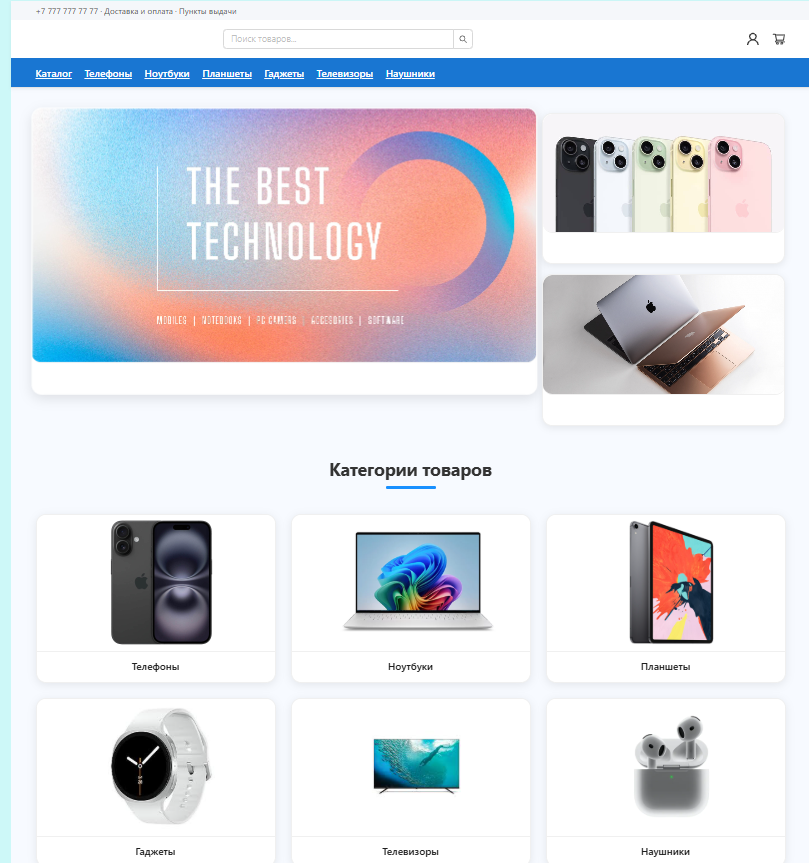 +7 777 777 77 77 · Доставка и оплата · Пункты выдачи
Поиск товаров...
Каталог Телефоны Ноутбуки Планшеты Гаджеты Телевизоры Наушники
THE BEST
TECHNOLOGY
MOBILES | NOTEBOOKS | PC GAMERS | ACCESORIES | SOFTWARE
Категории товаров
Телефоны Ноутбуки Планшеты
Гаджеты Телевизоры Наушники